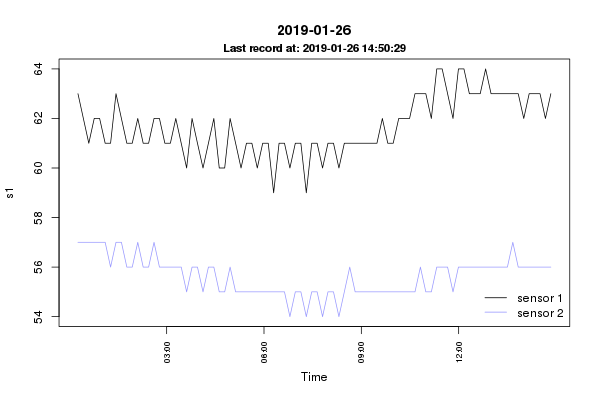 2019-01-26
Last record at: 2019-01-26 14:50:29
64
62
60
58
56
54
s1
sensor 1
sensor 2
03:00
06:00
09:00
12:00
Time